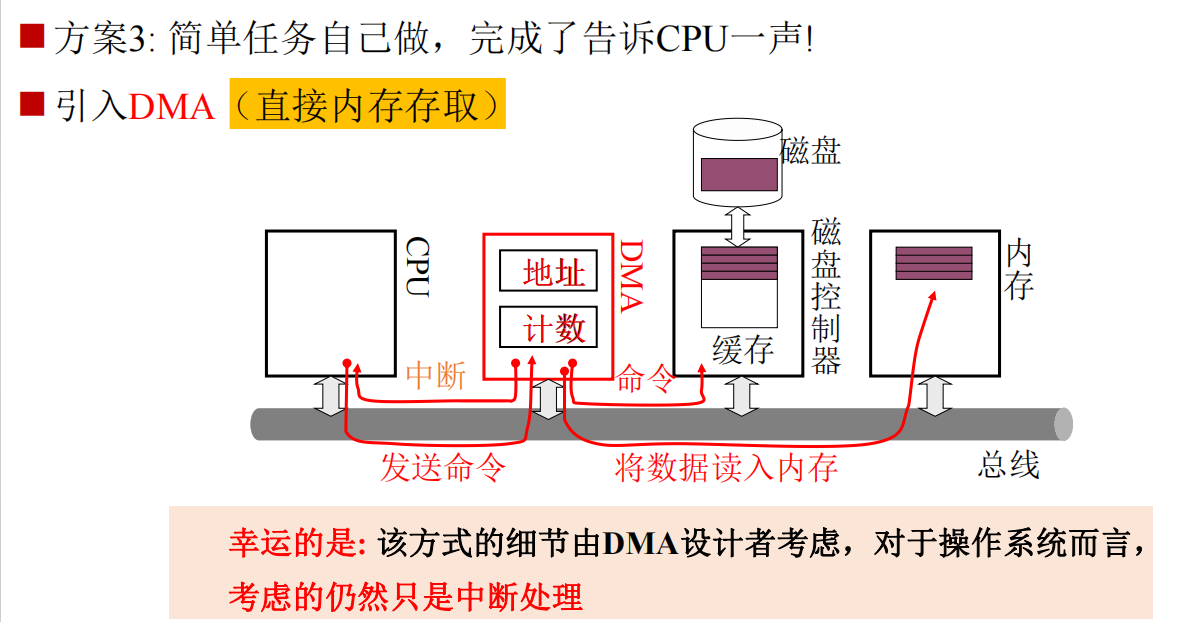 方案3: 简单任务自己做，完成了告诉CPU一声!
引入DMA（直接内存存取）
磁盘
CPU
地址
计数
DMA
缓存
磁盘控制器
内存
中断
命令
发送命令
将数据读入内存
总线
幸运的是: 该方式的细节由DMA设计者考虑，对于操作系统而言，
考虑的仍然只是中断处理